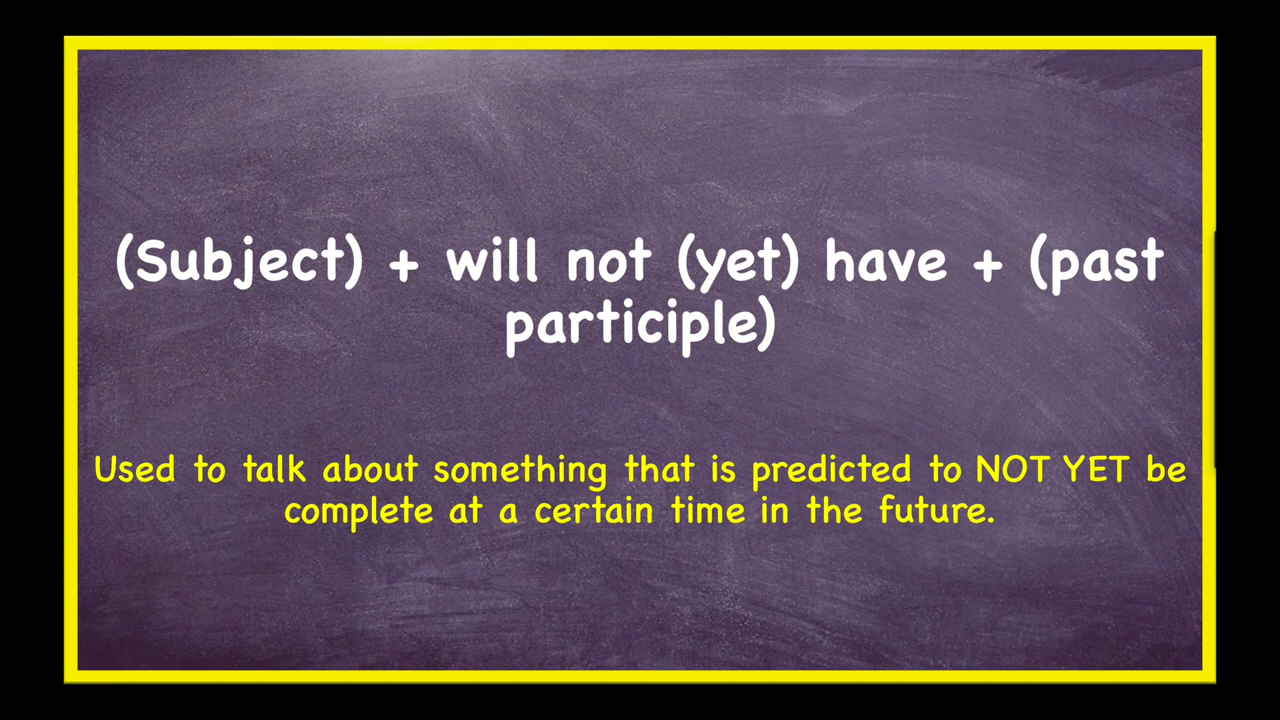 (Subject) + will not (yet) have + (past
participle)
Used to talk about something that is predicted to NOT YET be
complete at a certain time in the future.